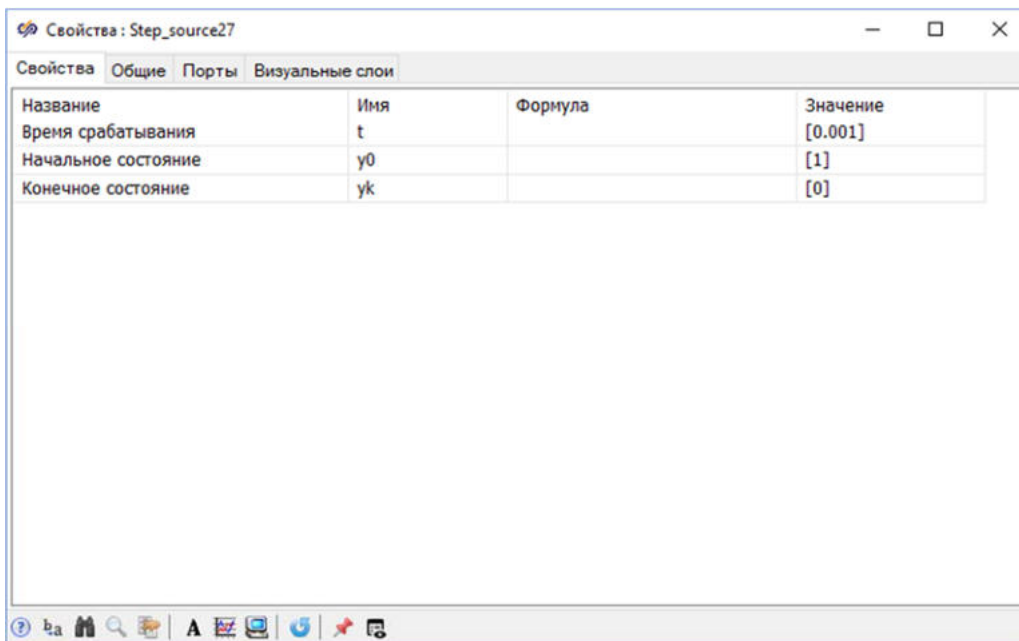 Свойства : Step_source27
Свойства Общие Порты Визуальные слои
Название Имя Формула Значение
Время срабатывания t [0.001]
Начальное состояние y0 [1]
Конечное состояние yk [0]
? ba A